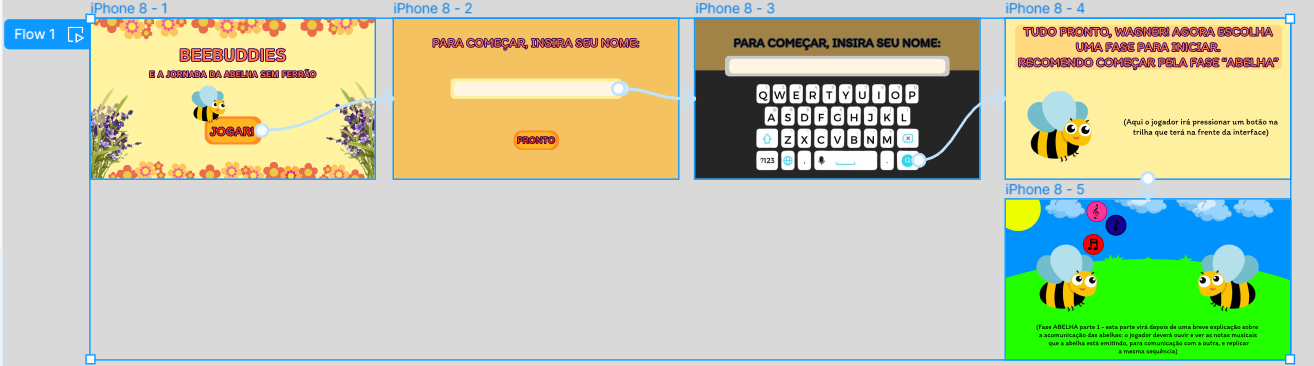 Flow 1
iPhone 8 - 1
BEEBUDDIES
E A JORNADA DA ABELHA SEM FERRÃO
JOGAR!
iPhone 8 - 2
PARA COMEÇAR, INSIRA SEU NOME:
PRONTO
iPhone 8 - 3
PARA COMEÇAR, INSIRA SEU NOME:
Q W E R T Y U I O P
A S D F G H J K L
Z X C V B N M
?123 , .
iPhone 8 - 4
TUDO PRONTO, WAGNER! AGORA ESCOLHA
UMA FASE PARA INICIAR.
RECOMENDO COMEÇAR PELA FASE "ABELHA"
(Aqui o jogador irá pressionar um botão na
trilha que terá na frente da interface)
iPhone 8 - 5
(Fase ABELHA parte 1 - esta parte virá depois de uma breve explicação sobre
a acomunicação das abelhas: o jogador deverá ouvir e ver as notas musicais
que a abelha está emitindo, para comunicação com a outra, e replicar
a mesma sequência)